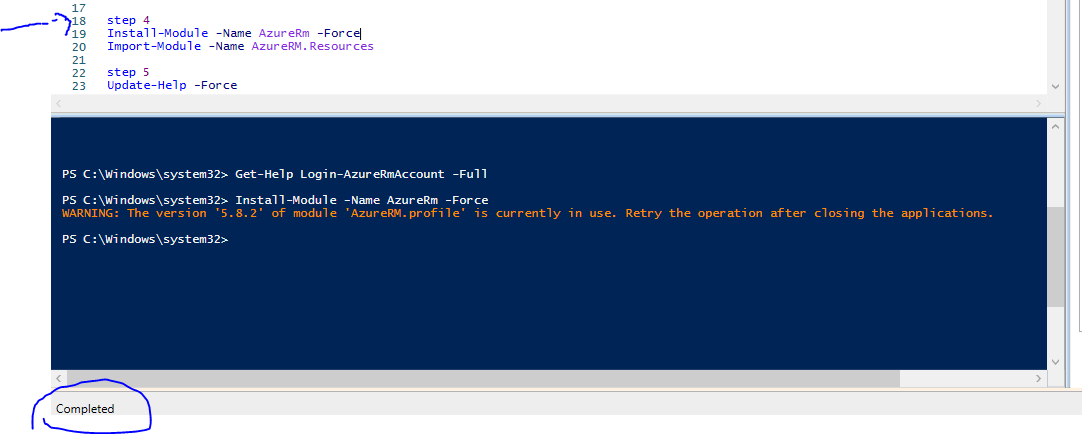 17
18 step 4
19 Install-Module -Name AzureRm -Force
20 Import-Module -Name AzureRM.Resources
21
22 step 5
23 Update-Help -Force
PS C:\Windows\system32> Get-Help Login-AzureRmAccount -Full
PS C:\Windows\system32> Install-Module -Name AzureRm -Force
WARNING: The version '5.8.2' of module 'AzureRM.profile' is currently in use. Retry the operation after closing the applications.
PS C:\Windows\system32>
Completed